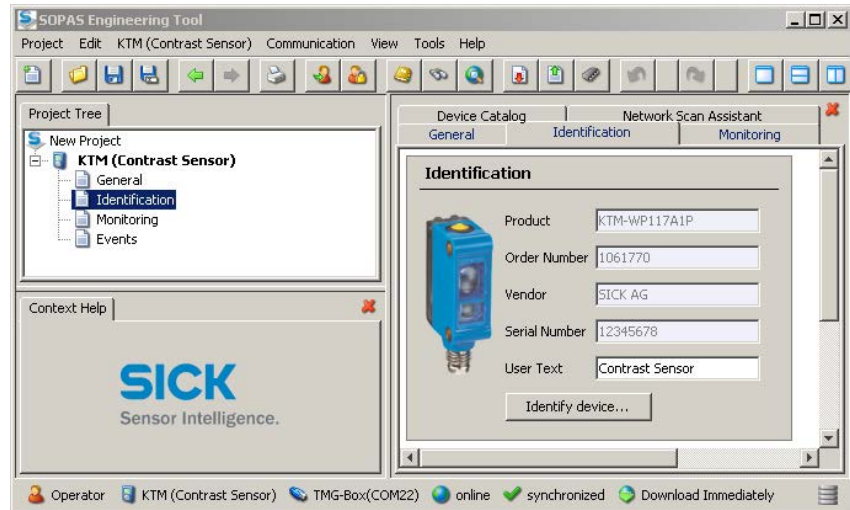 SOPAS Engineering Tool
Project Edit KTM (Contrast Sensor) Communication View Tools Help
Project Tree
New Project
KTM (Contrast Sensor)
General
Identification
Monitoring
Events
Context Help
SICK
Sensor Intelligence.
Device Catalog Network Scan Assistant
General Identification Monitoring
Identification
Product KTM-WP117A1P
Order Number 1061770
Vendor SICK AG
Serial Number 12345678
User Text Contrast Sensor
Identify device...
Operator KTM (Contrast Sensor) TMG-Box(COM22) online synchronized Download Immediately